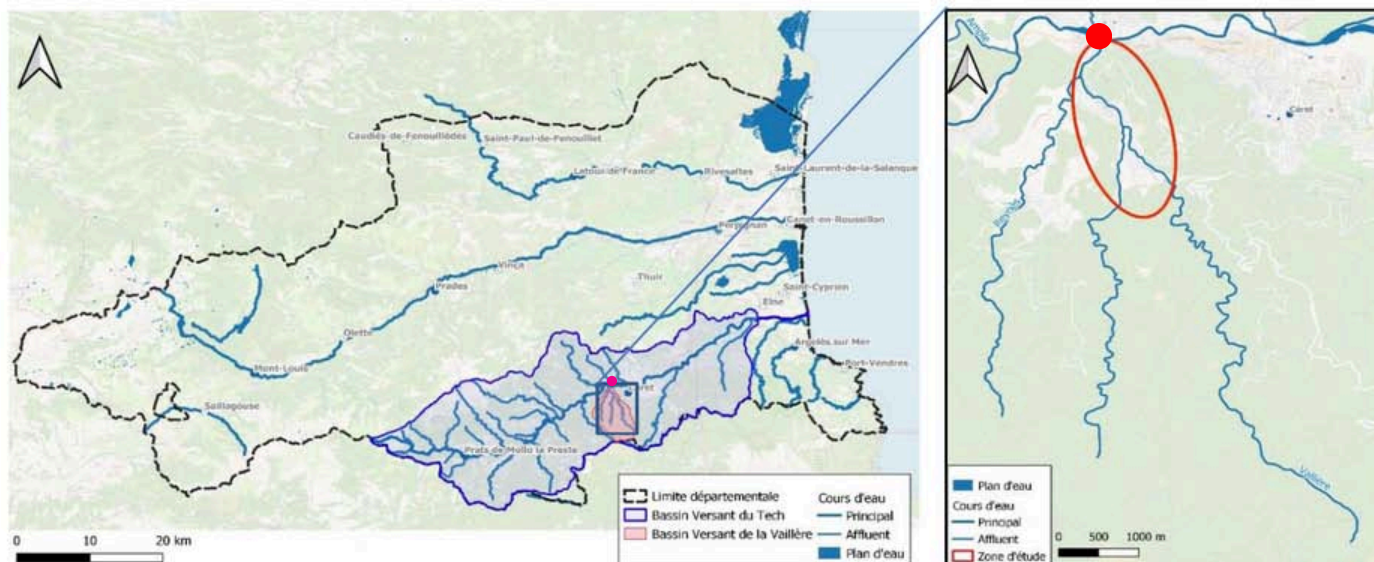 Caudiès-de-Fenouillèdes
Saint-Paul-de-Fenouillet
Latour-de-France
Rivesaltes
Saint-Laurent-de-la-Salanque
Perpignan
Canet-en-Roussillon
Vinça
Prades
Thuir
Saint-Cyprien
Elne
Olette
Mont-Louis
Argelès sur Mer
Port-Vendres
Céret
Saillagouse
Prats de Mollo la Preste
Limite départementale
Bassin Versant du Tech
Bassin Versant de la Vaillère
Cours d'eau
Principal
Affluent
Plan d'eau
0 10 20 km
Ample
Céret
Vallère
Plan d'eau
Cours d'eau
Principal
Affluent
Zone d'étude
0 500 1000 m